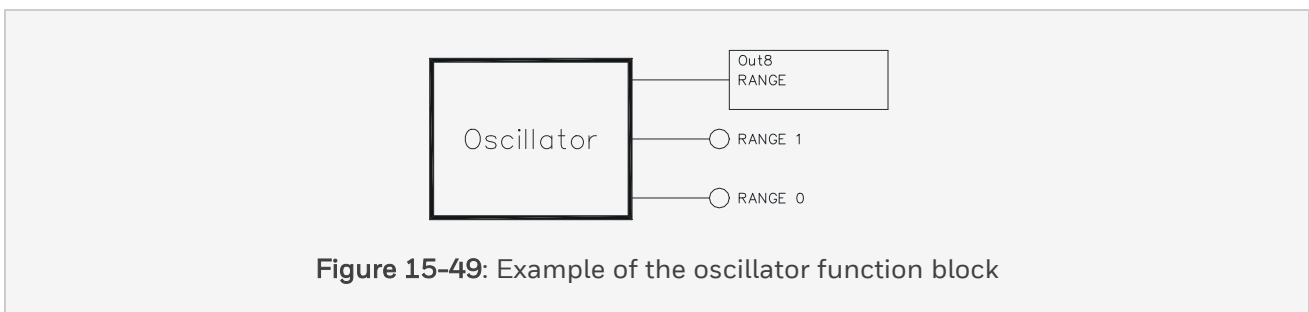 Out8
RANGE
Oscillator
RANGE 1
RANGE 0
Figure 15-49: Example of the oscillator function block